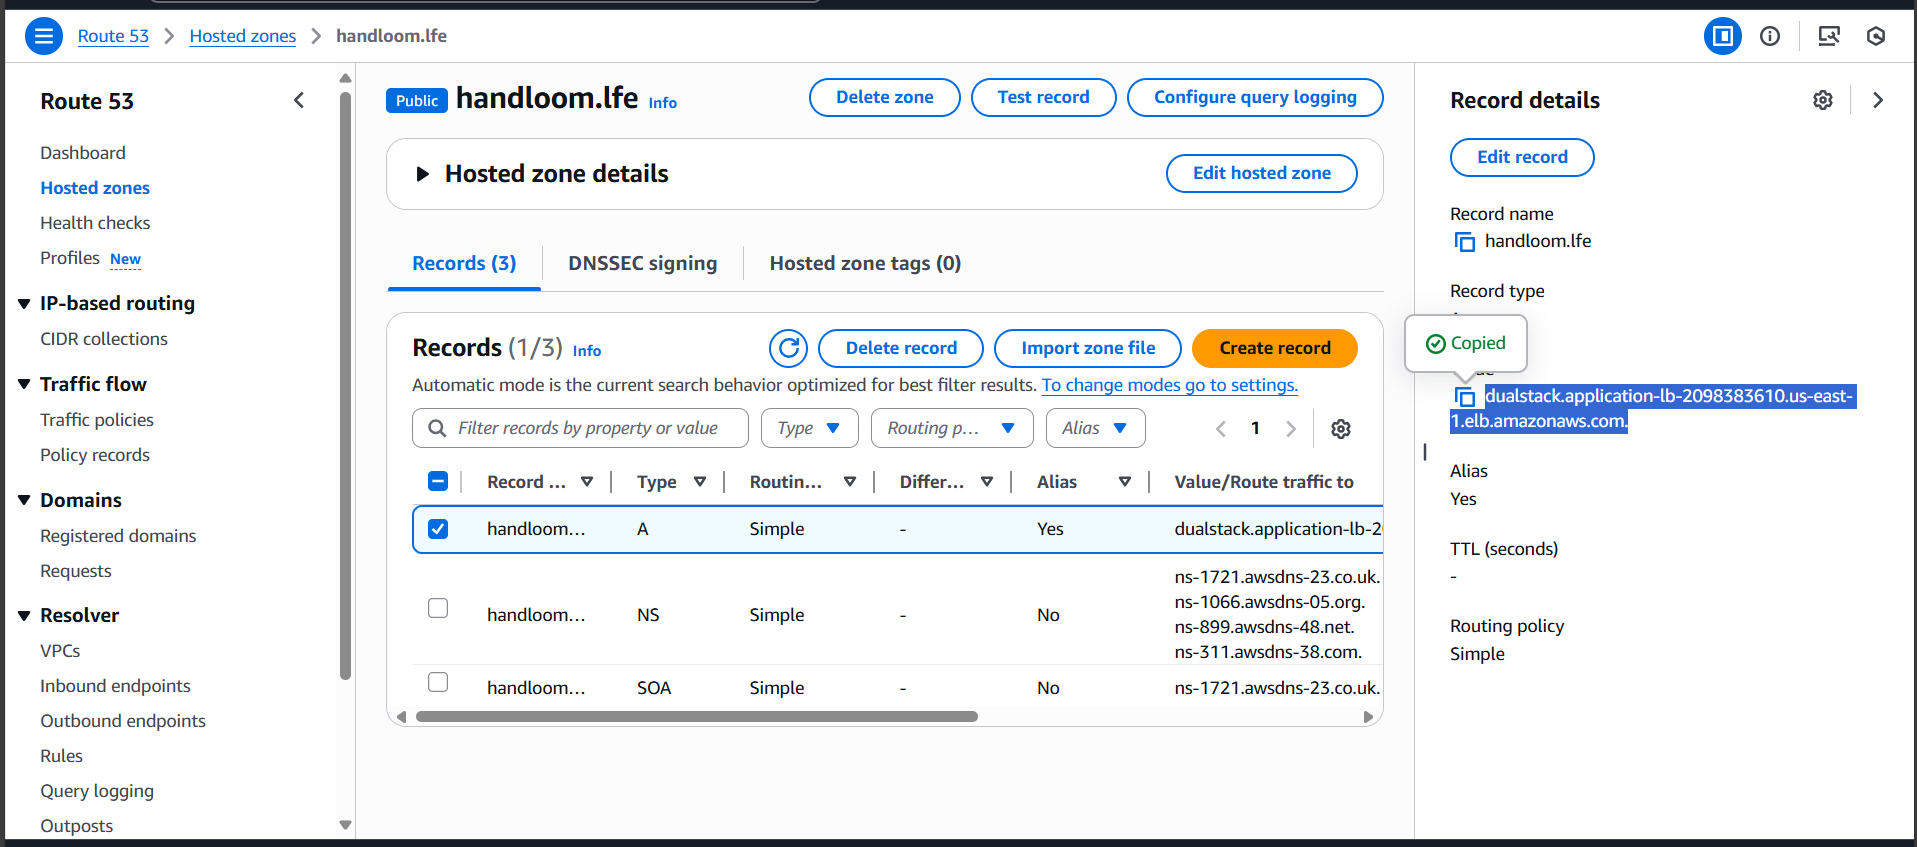 Route 53
Hosted zones
handloom.lfe
Route 53
Dashboard
Hosted zones
Health checks
Profiles New
IP-based routing
CIDR collections
Traffic flow
Traffic policies
Policy records
Domains
Registered domains
Requests
Resolver
VPCs
Inbound endpoints
Outbound endpoints
Rules
Query logging
Outposts
Public handloom.lfe Info
Delete zone
Test record
Configure query logging
Hosted zone details
Edit hosted zone
Records (3)
DNSSEC signing
Hosted zone tags (0)
Records (1/3) Info
Delete record
Import zone file
Create record
Automatic mode is the current search behavior optimized for best filter results. To change modes go to settings.
Filter records by property or value
Type
Routing p...
Alias
1
Record ... Type Routin... Differ... Alias Value/Route traffic to
handloom... A Simple - Yes dualstack.application-lb-2
handloom... NS Simple - No
ns-1721.awsdns-23.co.uk.
ns-1066.awsdns-05.org.
ns-899.awsdns-48.net.
ns-311.awsdns-38.com.
handloom... SOA Simple - No ns-1721.awsdns-23.co.uk.
Record details
Edit record
Record name
handloom.lfe
Record type
Copied
dualstack.application-lb-2098383610.us-east-
1.elb.amazonaws.com.
Alias
Yes
TTL (seconds)
-
Routing policy
Simple